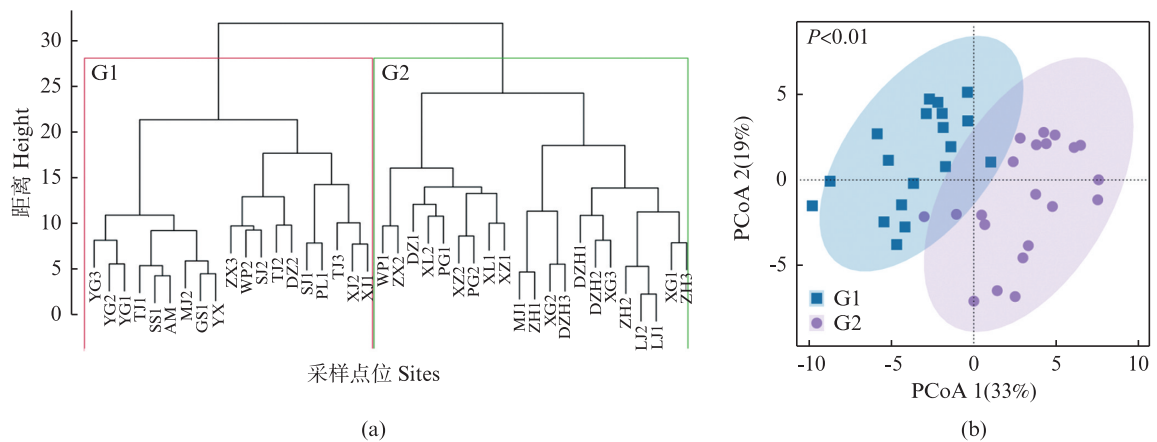 G1
G2
距离 Height
30
25
20
15
10
5
0
YG3
YG2
YG1
TJ1
SS1
AM
MJ2
GS1
YX
ZX3
WP2
SJ2
TJ2
DZ2
SJ1
PL1
TJ3
XJ2
XJ1
WP1
ZX2
DZ1
XL2
PG1
XZ2
PG2
XL1
XZ1
MJ1
ZH1
XG2
DZH3
DZH1
DZH2
XG3
ZH2
LJ2
LJ1
XG1
ZH3
采样点位 Sites
(a)
P<0.01
PCoA 2(19%)
5
0
-5
G1
G2
-10
-5
0
5
10
PCoA 1(33%)
(b)